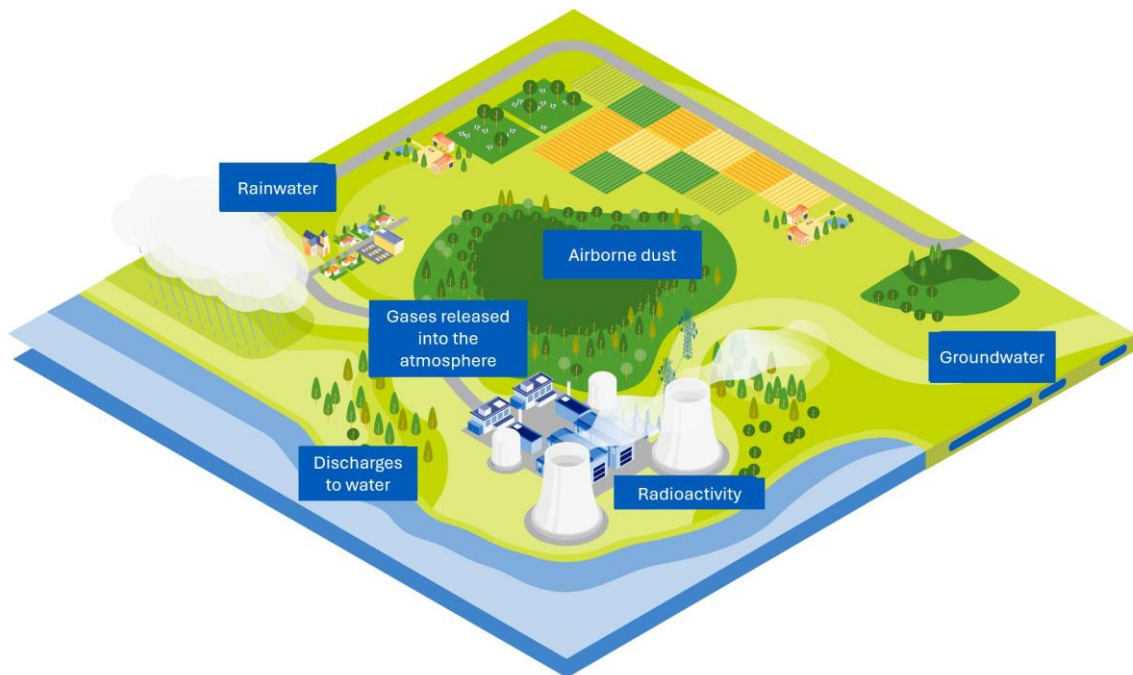 Rainwater
Airborne dust
Gases released
into the
atmosphere
Groundwater
Discharges
to water
Radioactivity